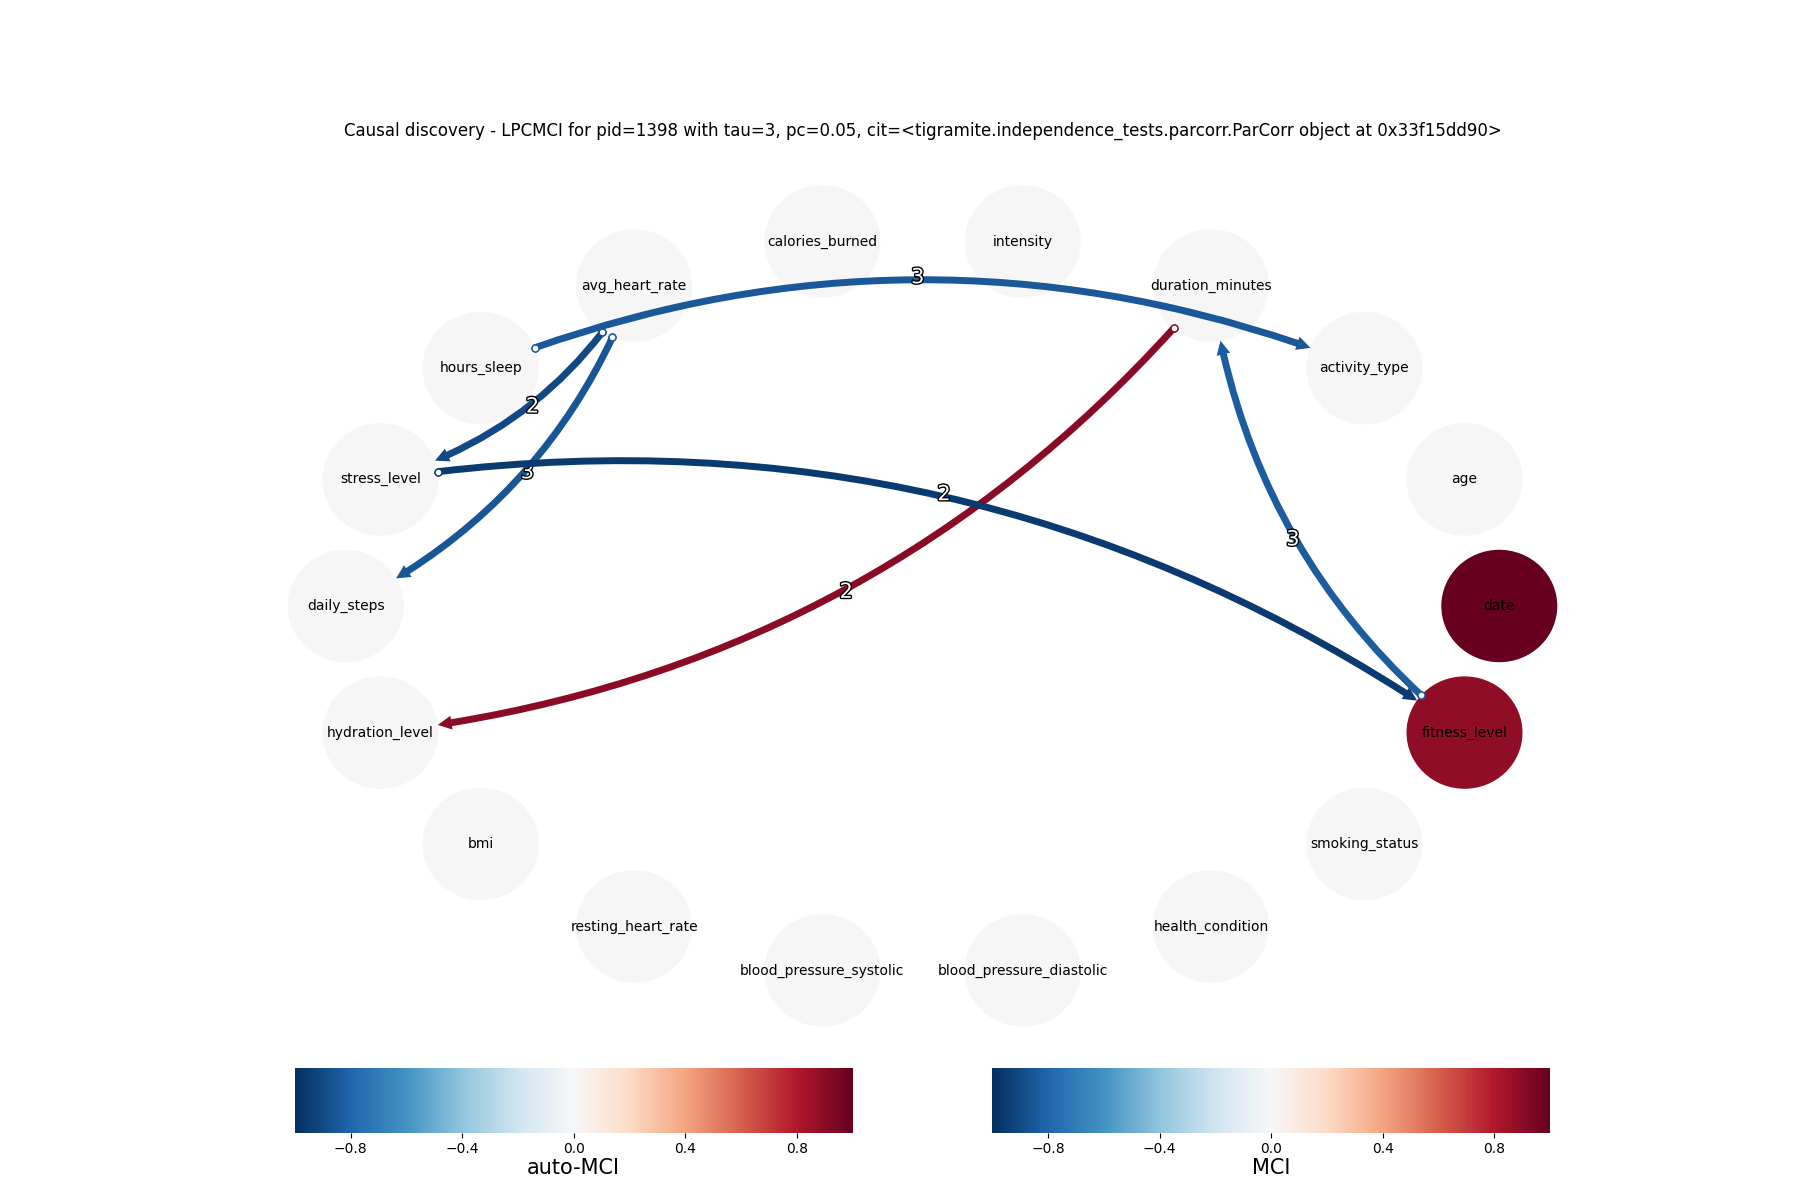 Causal discovery - LPCMCI for pid=1398 with tau=3, pc=0.05, cit=<tigramite.independence_tests.parcorr.ParCorr object at 0x33f15dd90>
calories_burned
intensity
avg_heart_rate
3
duration_minutes
hours_sleep
activity_type
2
stress_level
3
2
age
3
daily_steps
date
2
hydration_level
fitness_level
bmi
smoking_status
resting_heart_rate
health_condition
blood_pressure_systolic
blood_pressure_diastolic
−0.8 −0.4 0.0 0.4 0.8
auto-MCI
−0.8 −0.4 0.0 0.4 0.8
MCI